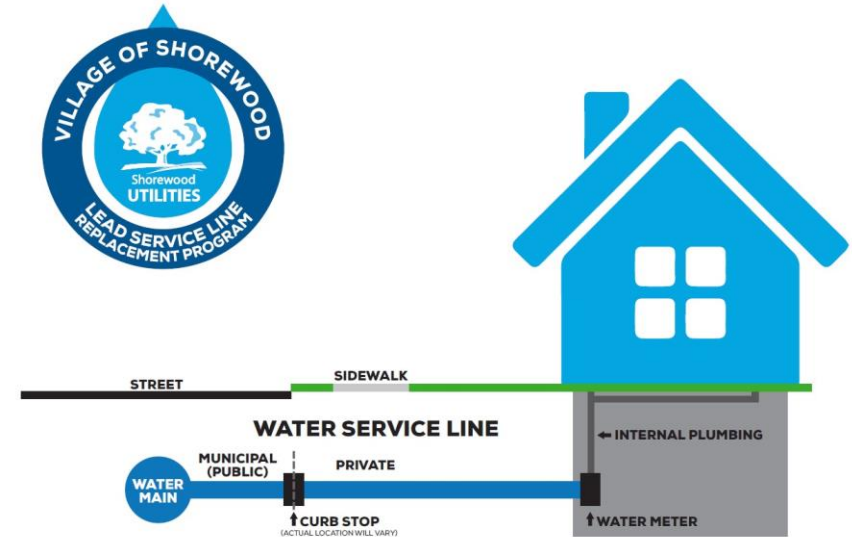 VILLAGE OF SHOREWOOD
Shorewood
UTILITIES
LEAD SERVICE LINE
REPLACEMENT PROGRAM
STREET
SIDEWALK
WATER SERVICE LINE
INTERNAL PLUMBING
MUNICIPAL
(PUBLIC)
PRIVATE
WATER
MAIN
CURB STOP
(ACTUAL LOCATION WILL VARY)
WATER METER